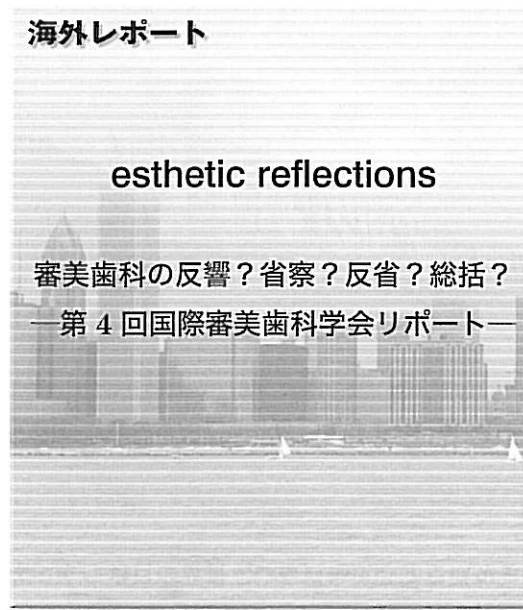 海外レポート
esthetic reflections
審美歯科の反響?省察?反省?総括?
―第 4 回国際審美歯科学会リポート―